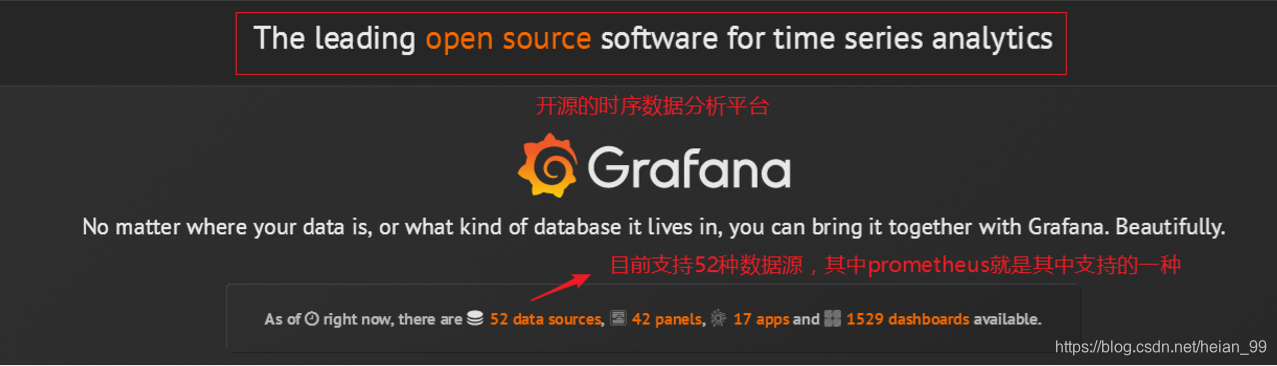 The leading open source software for time series analytics
开源的时序数据分析平台
Grafana
No matter where your data is, or what kind of database it lives in, you can bring it together with Grafana. Beautifully.
目前支持52种数据源，其中prometheus就是其中支持的一种
As of right now, there are 52 data sources, 42 panels, 17 apps and 1529 dashboards available.
https://blog.csdn.net/heian_99